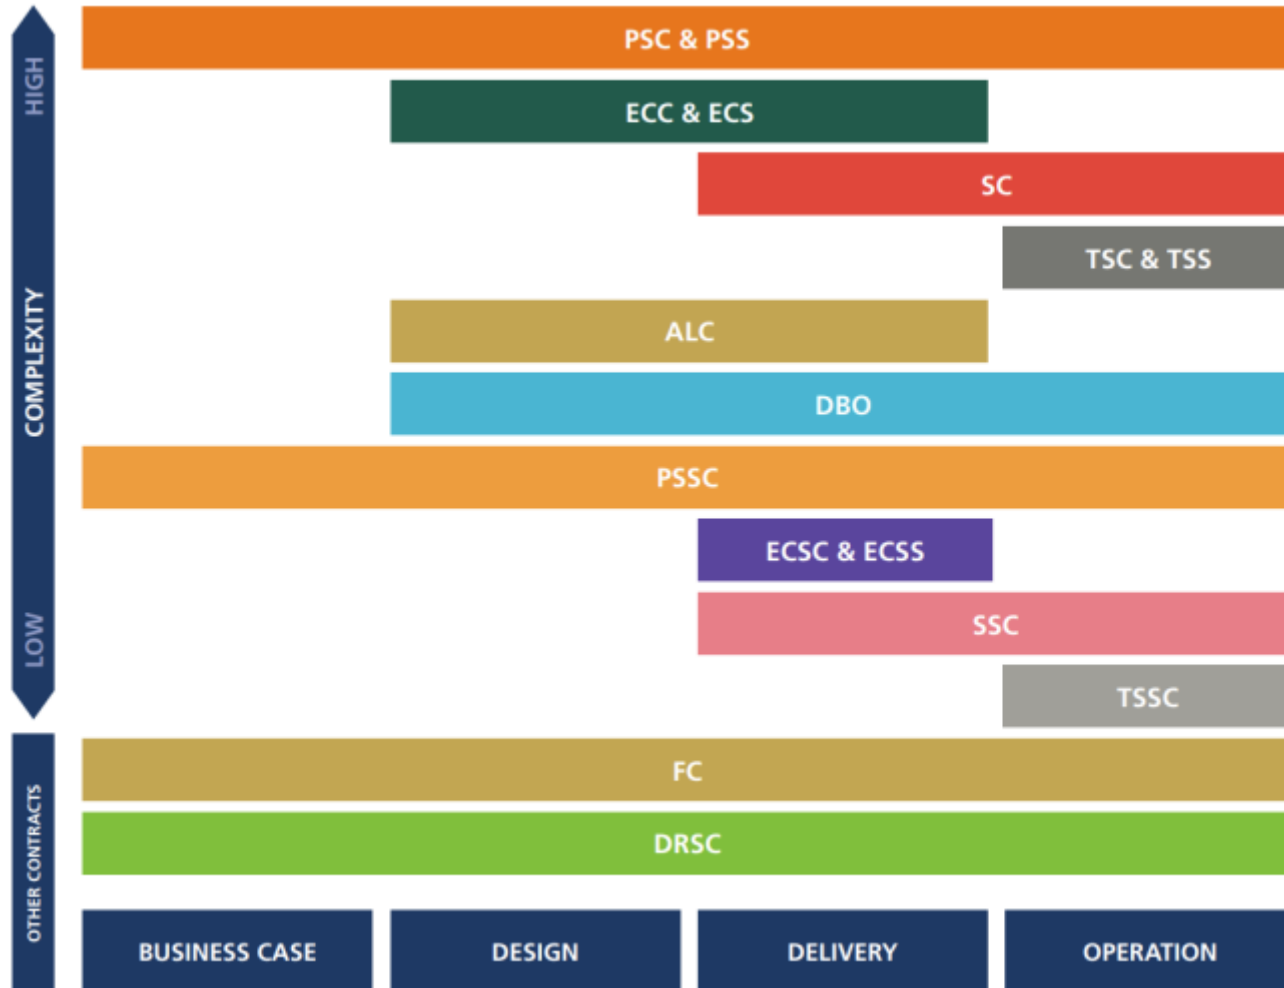 HIGH
COMPLEXITY
LOW
OTHER CONTRACTS
PSC & PSS
ECC & ECS
SC
TSC & TSS
ALC
DBO
PSSC
ECSC & ECSS
SSC
TSSC
FC
DRSC
BUSINESS CASE
DESIGN
DELIVERY
OPERATION